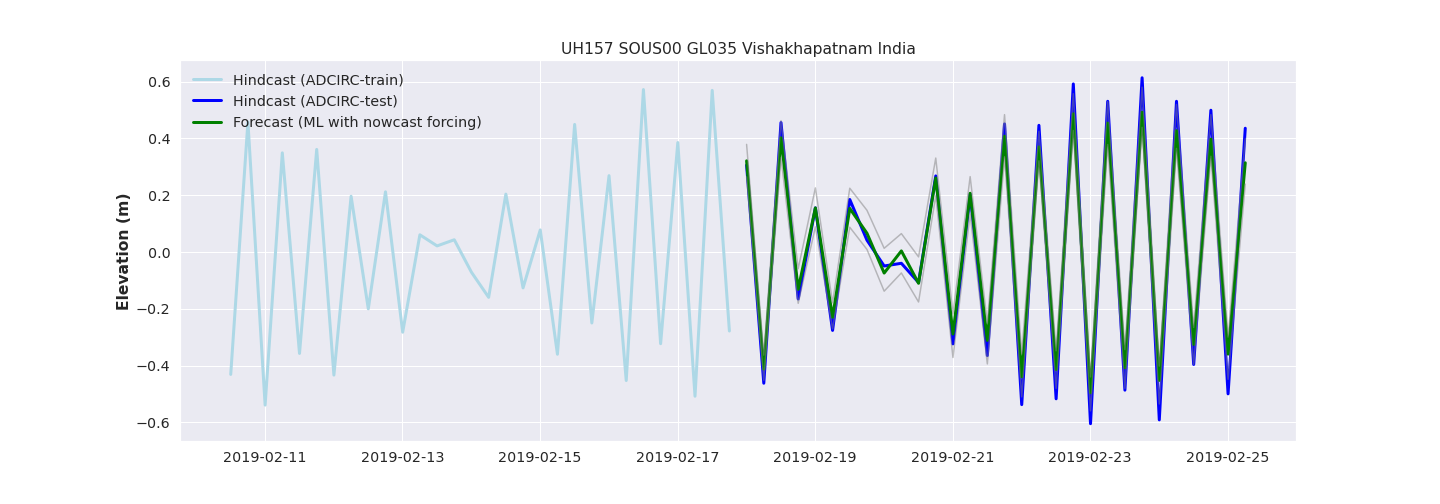 UH157 SOUS00 GL035 Vishakhapatnam India
Hindcast (ADCIRC-train)
Hindcast (ADCIRC-test)
Forecast (ML with nowcast forcing)
Elevation (m)
0.6
0.4
0.2
0.0
−0.2
−0.4
−0.6
2019-02-11 2019-02-13 2019-02-15 2019-02-17 2019-02-19 2019-02-21 2019-02-23 2019-02-25